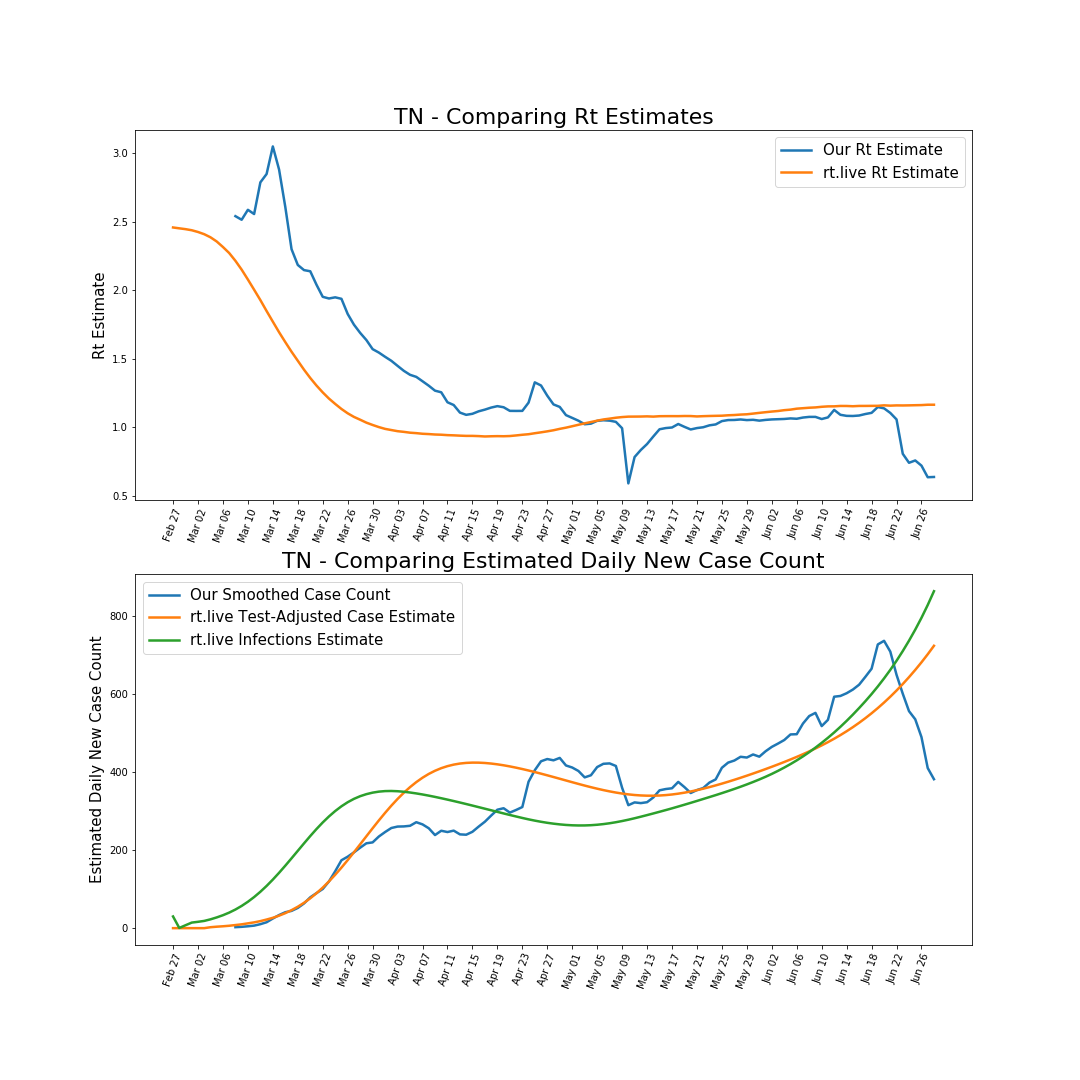 TN - Comparing Rt Estimates
Our Rt Estimate
rt.live Rt Estimate
Rt Estimate
3.0
2.5
2.0
1.5
1.0
0.5
Feb 27 Mar 02 Mar 06 Mar 10 Mar 14 Mar 18 Mar 22 Mar 26 Mar 30 Apr 03 Apr 07 Apr 11 Apr 15 Apr 19 Apr 23 Apr 27 May 01 May 05 May 09 May 13 May 17 May 21 May 25 May 29 Jun 02 Jun 06 Jun 10 Jun 14 Jun 18 Jun 22 Jun 26
TN - Comparing Estimated Daily New Case Count
Our Smoothed Case Count
rt.live Test-Adjusted Case Estimate
rt.live Infections Estimate
Estimated Daily New Case Count
800
600
400
200
0
Feb 27 Mar 02 Mar 06 Mar 10 Mar 14 Mar 18 Mar 22 Mar 26 Mar 30 Apr 03 Apr 07 Apr 11 Apr 15 Apr 19 Apr 23 Apr 27 May 01 May 05 May 09 May 13 May 17 May 21 May 25 May 29 Jun 02 Jun 06 Jun 10 Jun 14 Jun 18 Jun 22 Jun 26